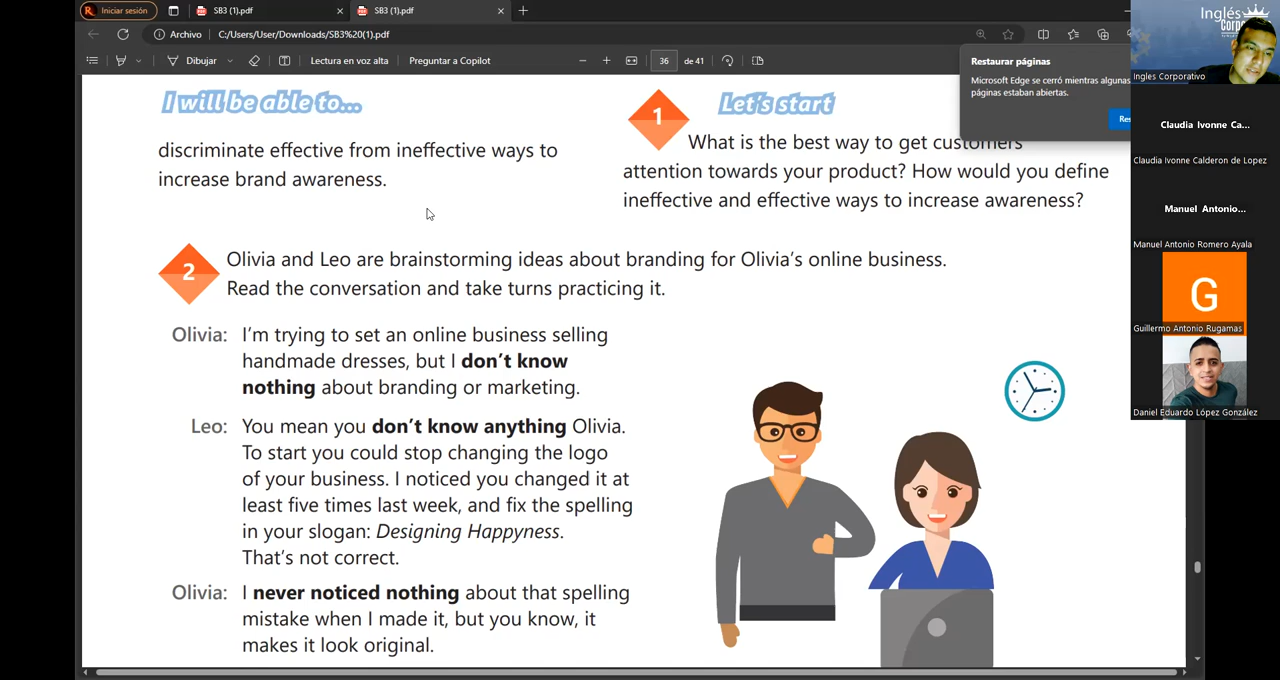 Iniciar sesión
SB3 (1).pdf
SB3 (1).pdf
Archivo
C:/Users/User/Downloads/SB3%20(1).pdf
Dibujar
Lectura en voz alta
Preguntar a Copilot
36
de 41
Restaurar páginas
Microsoft Edge se cerró mientras algunas
páginas estaban abiertas.
Inglés
Ingles Corporativo
Claudia Ivonne Ca...
Claudia Ivonne Calderon de Lopez
Manuel Antonio...
Manuel Antonio Romero Ayala
G
Guillermo Antonio Rugamas
Daniel Eduardo López González
I will be able to...
discriminate effective from ineffective ways to
increase brand awareness.
1
Let's start
What is the best way to get customers
attention towards your product? How would you define
ineffective and effective ways to increase awareness?
2
Olivia and Leo are brainstorming ideas about branding for Olivia's online business.
Read the conversation and take turns practicing it.
Olivia: I'm trying to set an online business selling
handmade dresses, but I don't know
nothing about branding or marketing.
Leo: You mean you don't know anything Olivia.
To start you could stop changing the logo
of your business. I noticed you changed it at
least five times last week, and fix the spelling
in your slogan: Designing Happyness.
That's not correct.
Olivia: I never noticed nothing about that spelling
mistake when I made it, but you know, it
makes it look original.